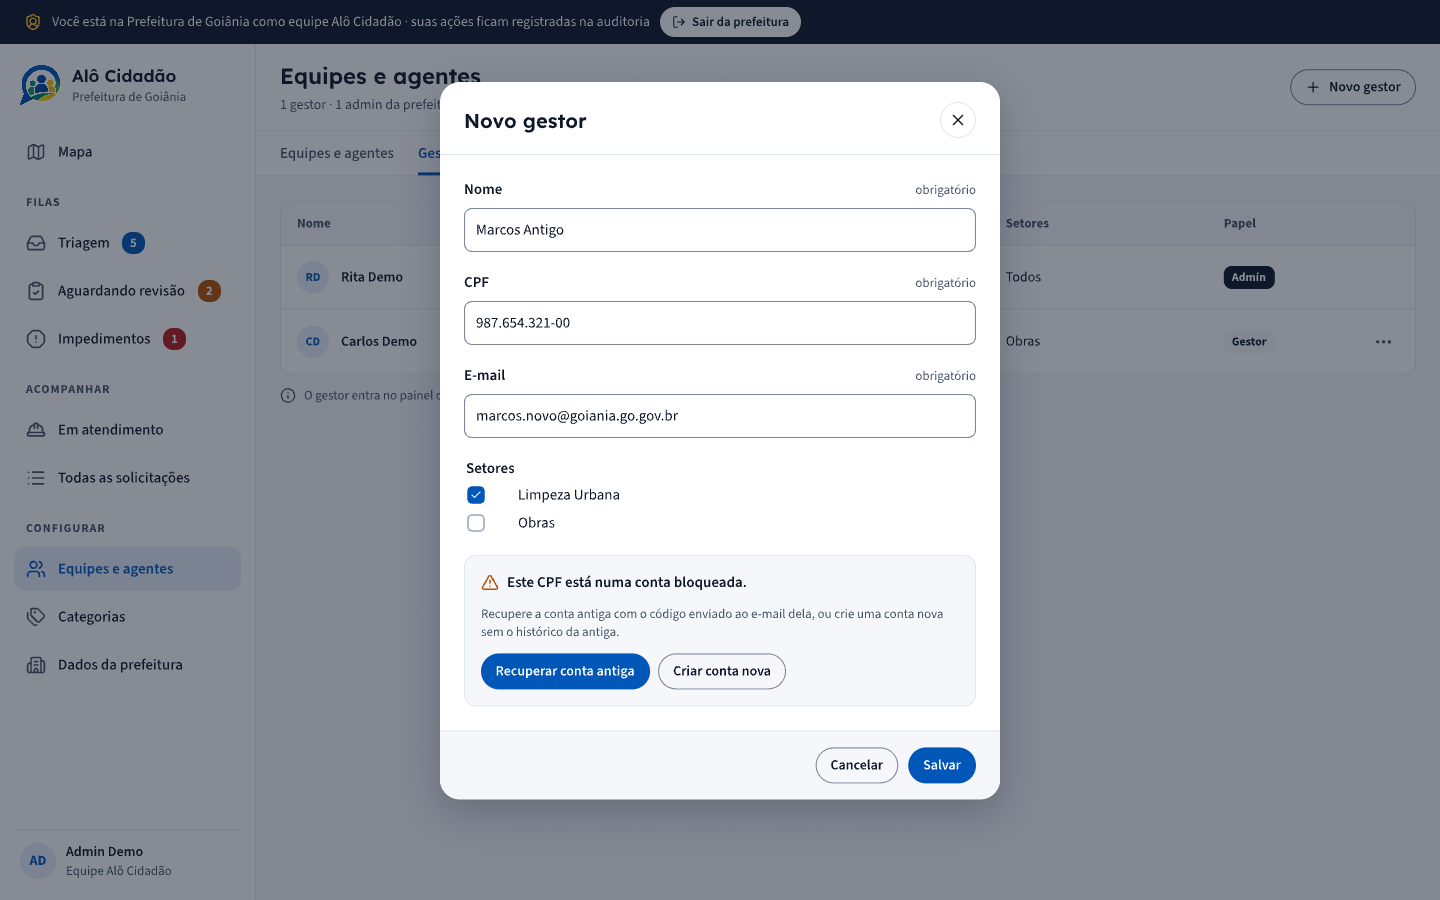 Você está na Prefeitura de Goiânia como equipe Alô Cidadão · suas ações ficam registradas na auditoria
Sair da prefeitura
Alô Cidadão
Prefeitura de Goiânia
Mapa
FILAS
Triagem 5
Aguardando revisão 2
Impedimentos 1
ACOMPANHAR
Em atendimento
Todas as solicitações
CONFIGURAR
Equipes e agentes
Categorias
Dados da prefeitura
AD
Admin Demo
Equipe Alô Cidadão
Equipes e agentes
1 gestor · 1 admin da
Novo gestor
Equipes e agentes
Nome Setores Papel
RD Rita Demo Todos Admin
CD Carlos Demo Obras Gestor
O gestor entra no painel
Novo gestor
Nome obrigatório
Marcos Antigo
CPF obrigatório
987.654.321-00
E-mail obrigatório
marcos.novo@goiania.go.gov.br
Setores
Limpeza Urbana
Obras
Este CPF está numa conta bloqueada.
Recupere a conta antiga com o código enviado ao e-mail dela, ou crie uma conta nova
sem o histórico da antiga.
Recuperar conta antiga Criar conta nova
Cancelar Salvar